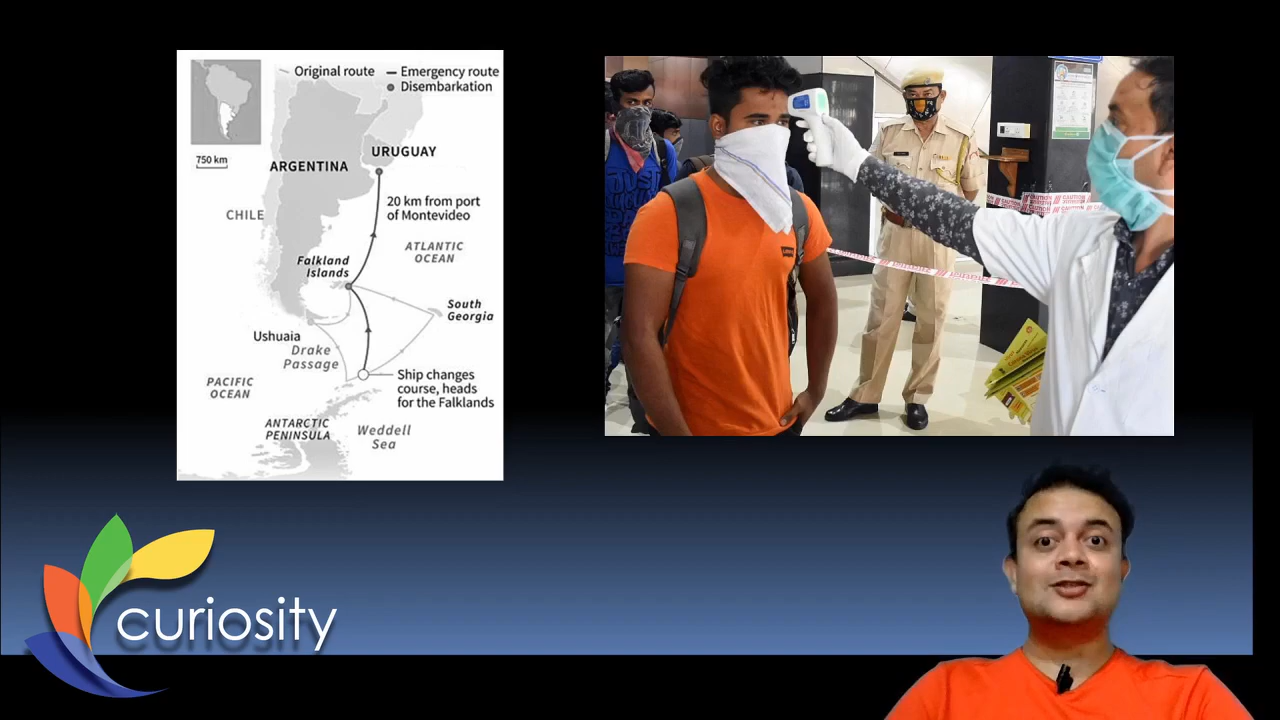 Original route
Emergency route
Disembarkation
750 km
URUGUAY
ARGENTINA
20 km from port
of Montevideo
CHILE
ATLANTIC
OCEAN
Falkland
Islands
South
Georgia
Ushuaia
Drake
Passage
PACIFIC
OCEAN
Ship changes
course, heads
for the Falklands
ANTARCTIC
PENINSULA
Weddell
Sea
CAUTION
curiosity